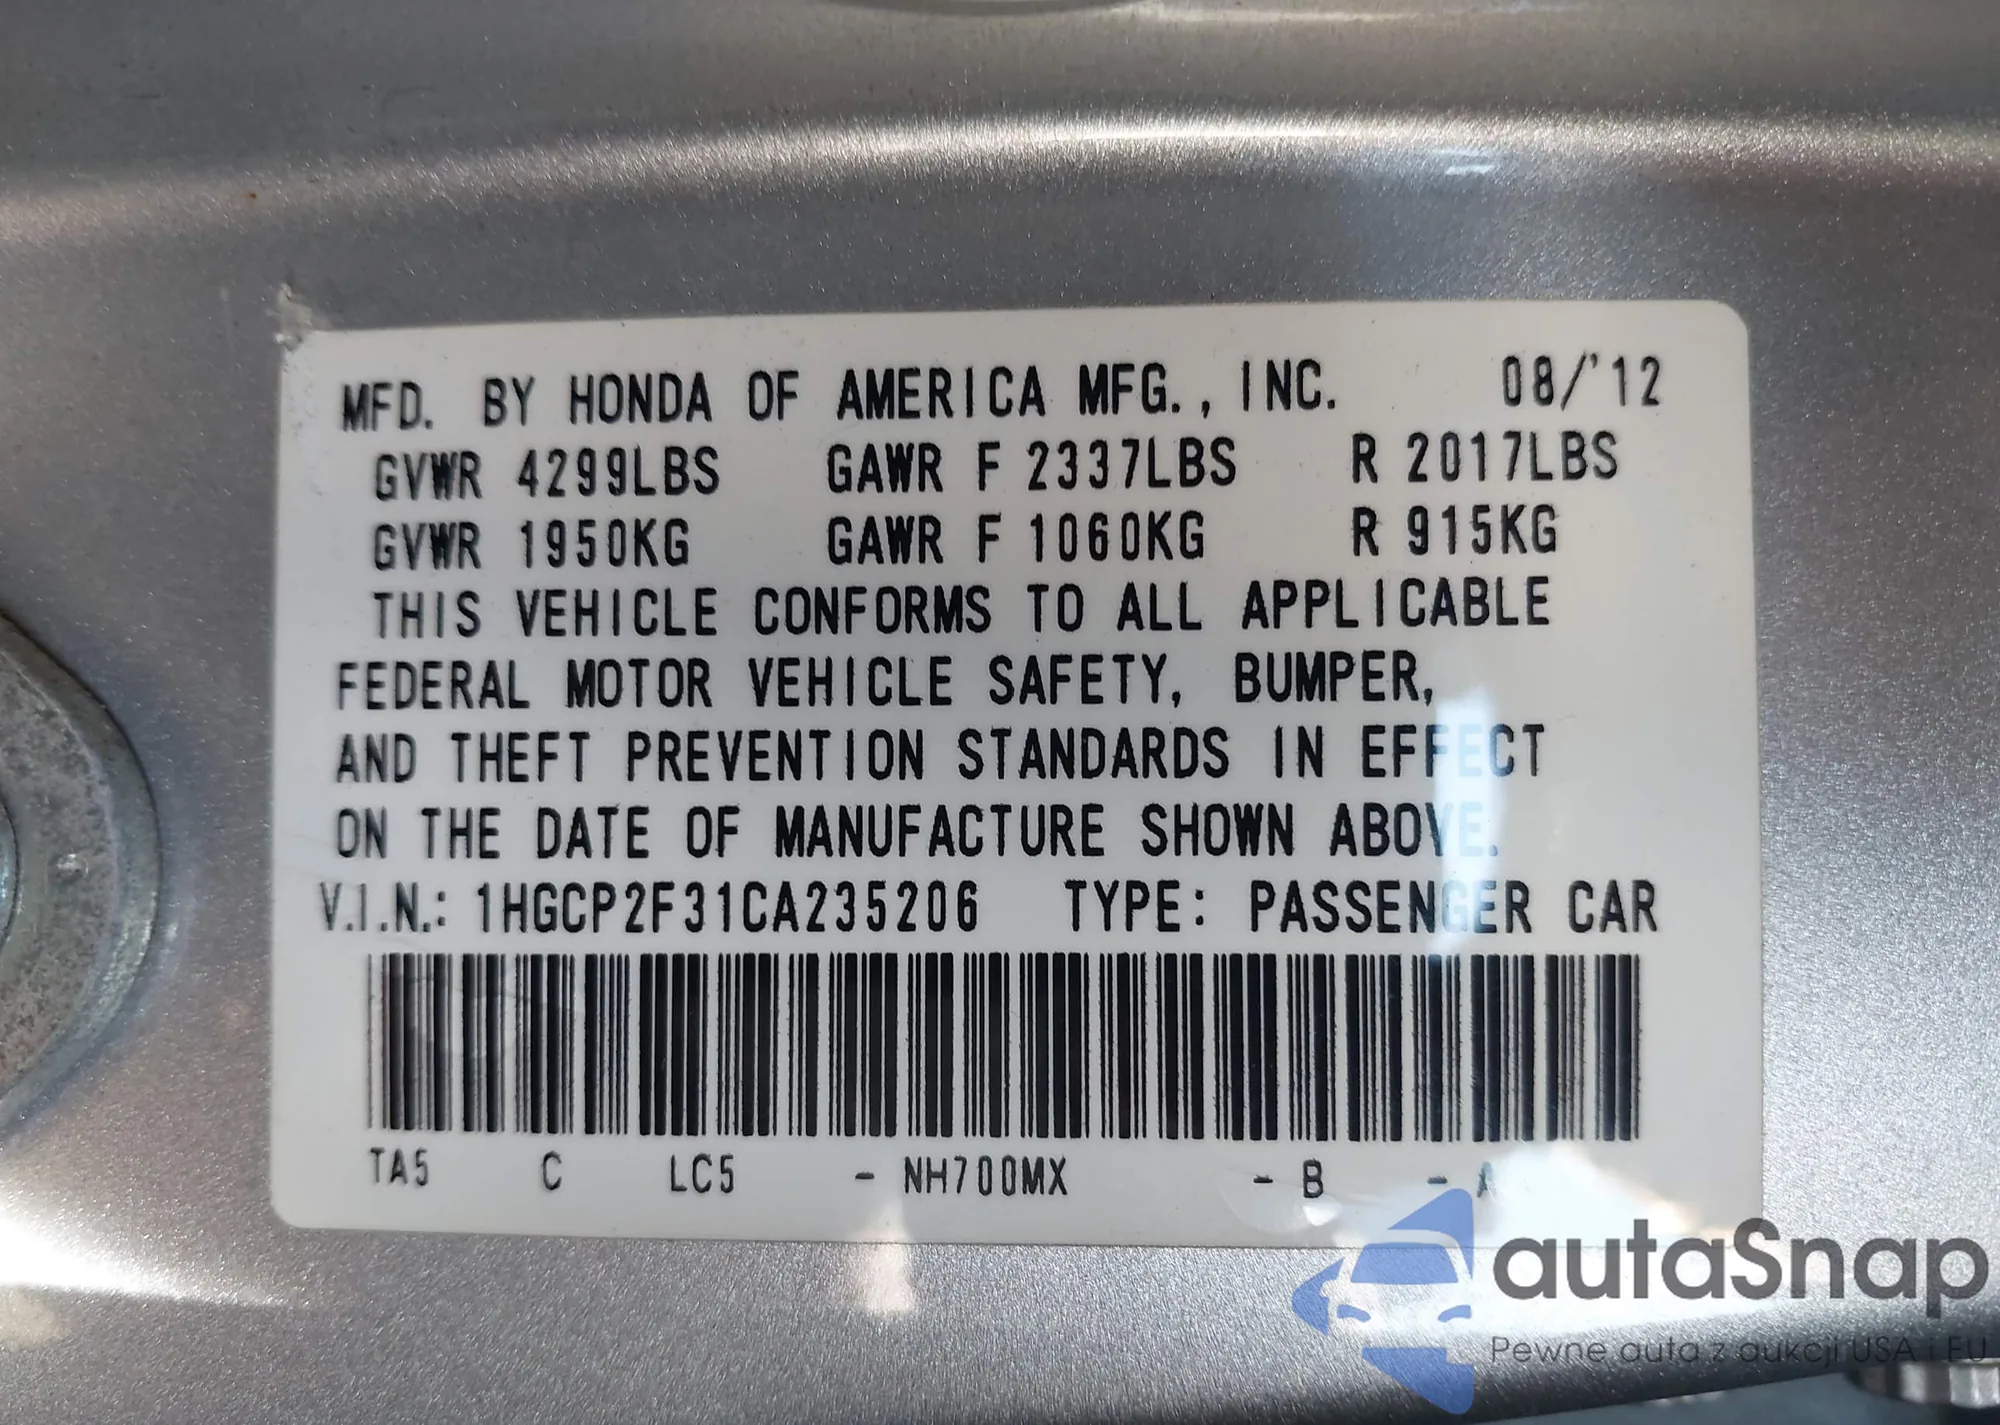 MFD. BY HONDA OF AMERICA MFG., INC. 08/'12
GVWR 4299LBS GAWR F 2337LBS R 2017LBS
GVWR 1950KG GAWR F 1060KG R 915KG
THIS VEHICLE CONFORMS TO ALL APPLICABLE
FEDERAL MOTOR VEHICLE SAFETY, BUMPER,
AND THEFT PREVENTION STANDARDS IN EFFECT
ON THE DATE OF MANUFACTURE SHOWN ABOVE.
V.I.N.: 1HGCP2F31CA235206 TYPE: PASSENGER CAR
TA5 C LC5 - NH700MX - B - A
autaSnap
Pewne auta z aukcji USA i EU